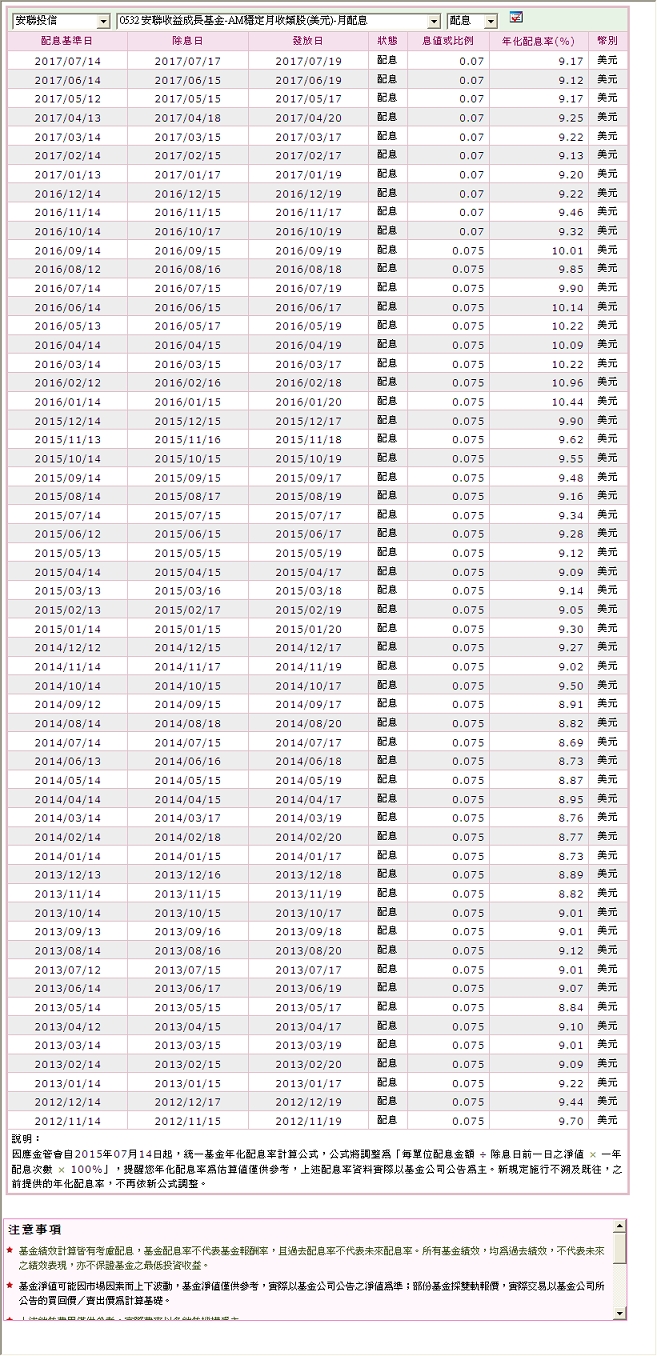 安聯投信 0532 安聯收益成長基金-AM穩定月收類股(美元)-月配息 配息
配息基準日 除息日 發放日 狀態 息值或比例 年化配息率(%) 幣別
2017/07/14 2017/07/17 2017/07/19 配息 0.07 9.17 美元
2017/06/14 2017/06/15 2017/06/19 配息 0.07 9.12 美元
2017/05/12 2017/05/15 2017/05/17 配息 0.07 9.17 美元
2017/04/13 2017/04/18 2017/04/20 配息 0.07 9.25 美元
2017/03/14 2017/03/15 2017/03/17 配息 0.07 9.22 美元
2017/02/14 2017/02/15 2017/02/17 配息 0.07 9.13 美元
2017/01/13 2017/01/17 2017/01/19 配息 0.07 9.20 美元
2016/12/14 2016/12/15 2016/12/19 配息 0.07 9.22 美元
2016/11/14 2016/11/15 2016/11/17 配息 0.07 9.46 美元
2016/10/14 2016/10/17 2016/10/19 配息 0.07 9.32 美元
2016/09/14 2016/09/15 2016/09/19 配息 0.075 10.01 美元
2016/08/12 2016/08/16 2016/08/18 配息 0.075 9.85 美元
2016/07/14 2016/07/15 2016/07/19 配息 0.075 9.90 美元
2016/06/14 2016/06/15 2016/06/17 配息 0.075 10.14 美元
2016/05/13 2016/05/17 2016/05/19 配息 0.075 10.22 美元
2016/04/14 2016/04/15 2016/04/19 配息 0.075 10.09 美元
2016/03/14 2016/03/15 2016/03/17 配息 0.075 10.22 美元
2016/02/12 2016/02/16 2016/02/18 配息 0.075 10.96 美元
2016/01/14 2016/01/15 2016/01/20 配息 0.075 10.44 美元
2015/12/14 2015/12/15 2015/12/17 配息 0.075 9.90 美元
2015/11/13 2015/11/16 2015/11/18 配息 0.075 9.62 美元
2015/10/14 2015/10/15 2015/10/19 配息 0.075 9.55 美元
2015/09/14 2015/09/15 2015/09/17 配息 0.075 9.48 美元
2015/08/14 2015/08/17 2015/08/19 配息 0.075 9.16 美元
2015/07/14 2015/07/15 2015/07/17 配息 0.075 9.34 美元
2015/06/12 2015/06/15 2015/06/17 配息 0.075 9.28 美元
2015/05/13 2015/05/15 2015/05/19 配息 0.075 9.12 美元
2015/04/14 2015/04/15 2015/04/17 配息 0.075 9.09 美元
2015/03/13 2015/03/16 2015/03/18 配息 0.075 9.14 美元
2015/02/13 2015/02/17 2015/02/19 配息 0.075 9.05 美元
2015/01/14 2015/01/15 2015/01/20 配息 0.075 9.30 美元
2014/12/12 2014/12/15 2014/12/17 配息 0.075 9.27 美元
2014/11/14 2014/11/17 2014/11/19 配息 0.075 9.02 美元
2014/10/14 2014/10/15 2014/10/17 配息 0.075 9.50 美元
2014/09/12 2014/09/15 2014/09/17 配息 0.075 8.91 美元
2014/08/14 2014/08/18 2014/08/20 配息 0.075 8.82 美元
2014/07/14 2014/07/15 2014/07/17 配息 0.075 8.69 美元
2014/06/13 2014/06/16 2014/06/18 配息 0.075 8.73 美元
2014/05/14 2014/05/15 2014/05/19 配息 0.075 8.87 美元
2014/04/14 2014/04/15 2014/04/17 配息 0.075 8.95 美元
2014/03/14 2014/03/17 2014/03/19 配息 0.075 8.76 美元
2014/02/14 2014/02/18 2014/02/20 配息 0.075 8.77 美元
2014/01/14 2014/01/15 2014/01/17 配息 0.075 8.73 美元
2013/12/13 2013/12/16 2013/12/18 配息 0.075 8.89 美元
2013/11/14 2013/11/15 2013/11/19 配息 0.075 8.82 美元
2013/10/14 2013/10/15 2013/10/17 配息 0.075 9.01 美元
2013/09/13 2013/09/16 2013/09/18 配息 0.075 9.01 美元
2013/08/14 2013/08/16 2013/08/20 配息 0.075 9.12 美元
2013/07/12 2013/07/15 2013/07/17 配息 0.075 9.01 美元
2013/06/14 2013/06/17 2013/06/19 配息 0.075 9.07 美元
2013/05/14 2013/05/15 2013/05/17 配息 0.075 8.84 美元
2013/04/12 2013/04/15 2013/04/17 配息 0.075 9.10 美元
2013/03/14 2013/03/15 2013/03/19 配息 0.075 9.01 美元
2013/02/14 2013/02/15 2013/02/20 配息 0.075 9.09 美元
2013/01/14 2013/01/15 2013/01/17 配息 0.075 9.22 美元
2012/12/14 2012/12/17 2012/12/19 配息 0.075 9.44 美元
2012/11/14 2012/11/15 2012/11/19 配息 0.075 9.70 美元
說明：
因應金管會自2015年07月14日起，統一基金年化配息率計算公式，公式將調整為「每單位配息金額 ÷ 除息日前一日之淨值 × 一年
配息次數 × 100%」，提醒您年化配息率為估算值僅供參考，上述配息率資料實際以基金公司公告為主。新規定施行不溯及既往，之
前提供的年化配息率，不再依新公式調整。
注意事項
★ 基金績效計算皆有考慮配息，基金配息率不代表基金報酬率，且過去配息率不代表未來配息率。所有基金績效，均為過去績效，不代表未來
之績效表現，亦不保證基金之最低投資收益。
★ 基金淨值可能因市場因素而上下波動，基金淨值僅供參考，實際以基金公司公告之淨值為準；部份基金採雙軌報價，實際交易以基金公司所
公告的買回價／賣出價為計算基礎。